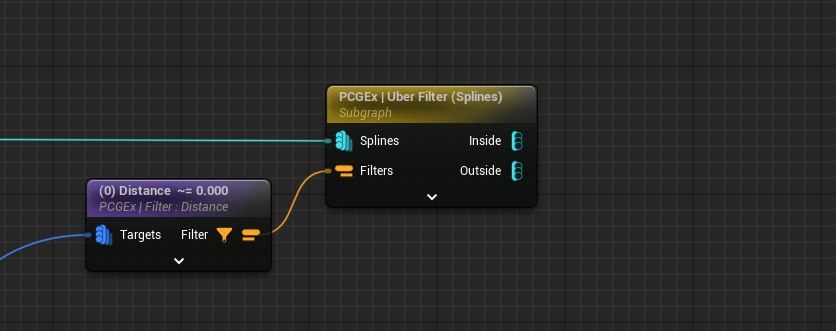 PCGEx | Uber Filter (Splines)
Subgraph
Splines Inside
Filters Outside
(0) Distance ~= 0.000
PCGEx | Filter : Distance
Targets Filter